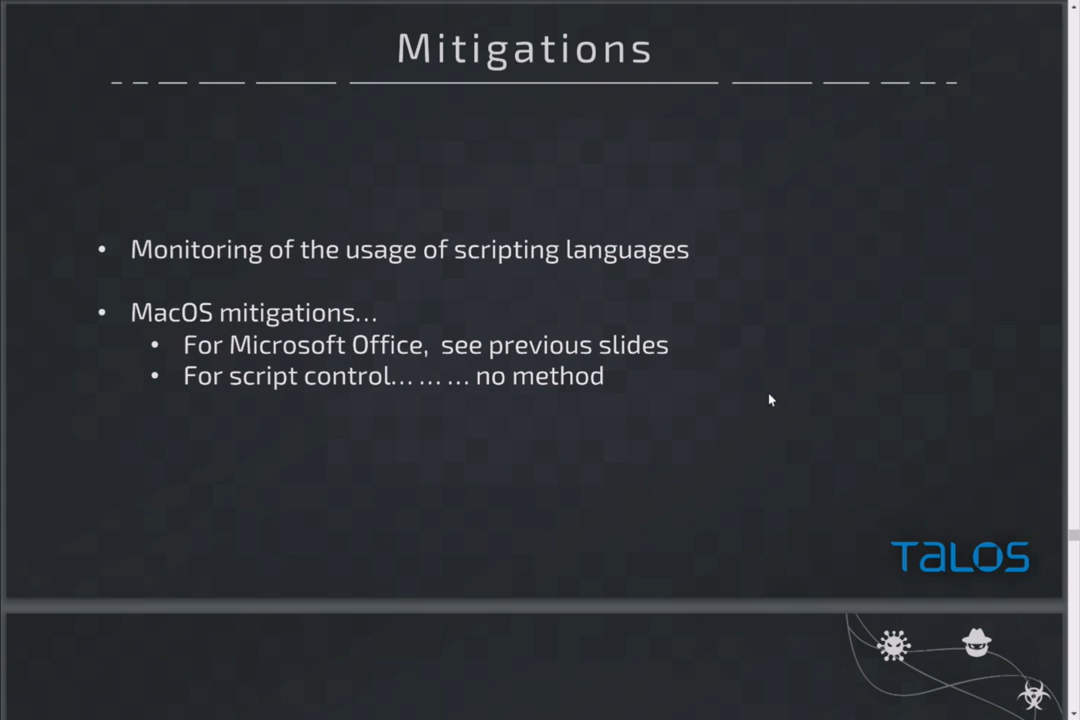 Mitigations
• Monitoring of the usage of scripting languages
• MacOS mitigations…
• For Microsoft Office, see previous slides
• For script control… … … no method
TALOS